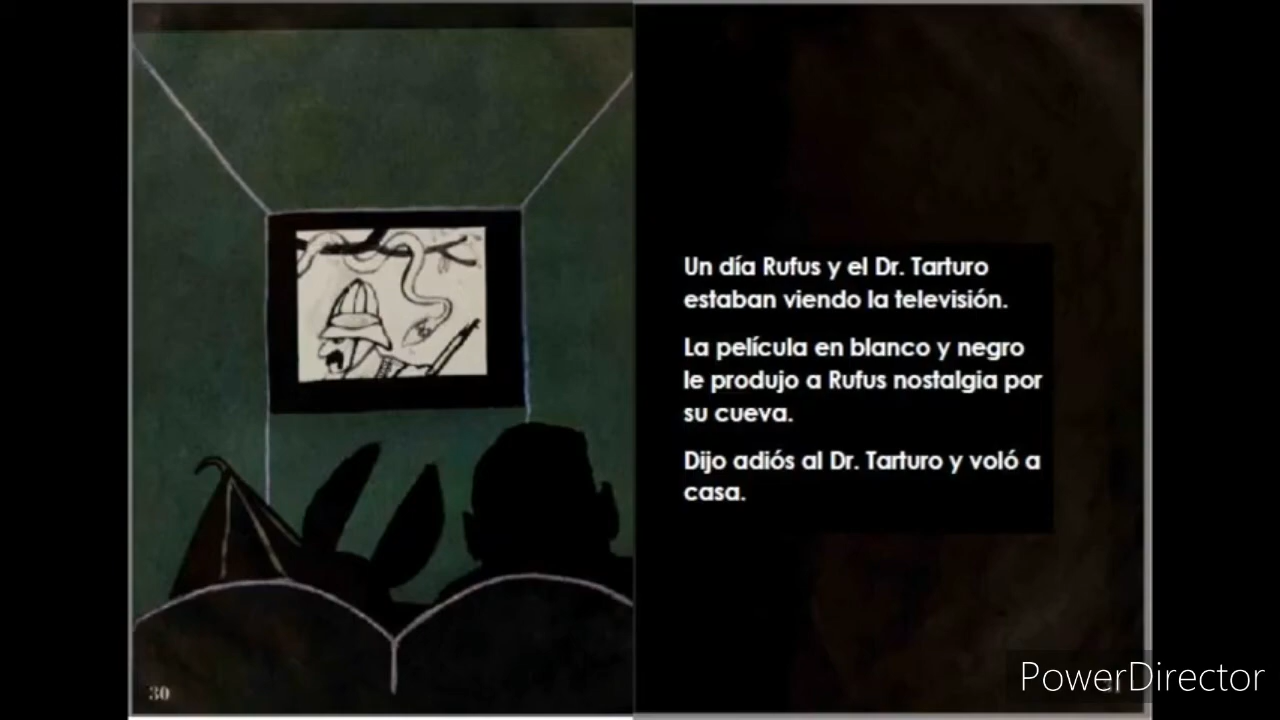 Un día Rufus y el Dr. Tarturo
estaban viendo la televisión.
La película en blanco y negro
le produjo a Rufus nostalgia por
su cueva.
Dijo adiós al Dr. Tarturo y voló a
casa.
30
PowerDirector